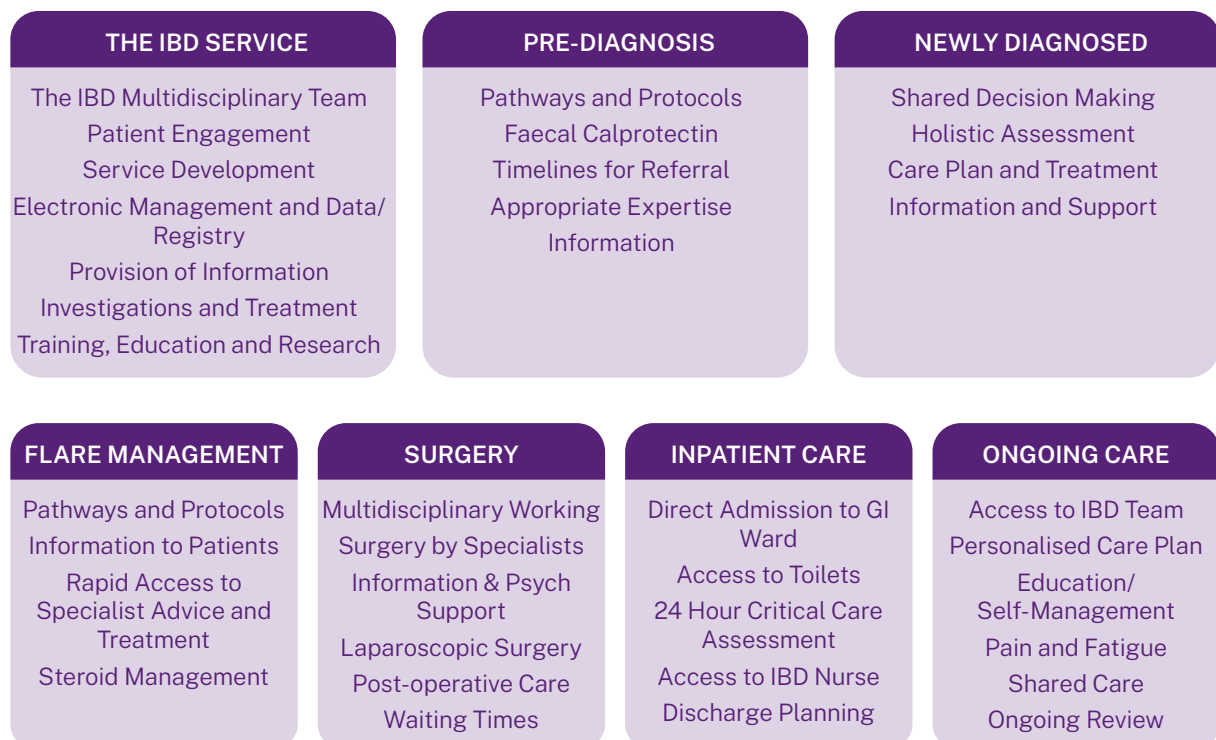 THE IBD SERVICE
The IBD Multidisciplinary Team
Patient Engagement
Service Development
Electronic Management and Data/
Registry
Provision of Information
Investigations and Treatment
Training, Education and Research
PRE-DIAGNOSIS
Pathways and Protocols
Faecal Calprotectin
Timelines for Referral
Appropriate Expertise
Information
NEWLY DIAGNOSED
Shared Decision Making
Holistic Assessment
Care Plan and Treatment
Information and Support
FLARE MANAGEMENT
Pathways and Protocols
Information to Patients
Rapid Access to
Specialist Advice and
Treatment
Steroid Management
SURGERY
Multidisciplinary Working
Surgery by Specialists
Information & Psych
Support
Laparoscopic Surgery
Post-operative Care
Waiting Times
INPATIENT CARE
Direct Admission to GI
Ward
Access to Toilets
24 Hour Critical Care
Assessment
Access to IBD Nurse
Discharge Planning
ONGOING CARE
Access to IBD Team
Personalised Care Plan
Education/
Self-Management
Pain and Fatigue
Shared Care
Ongoing Review